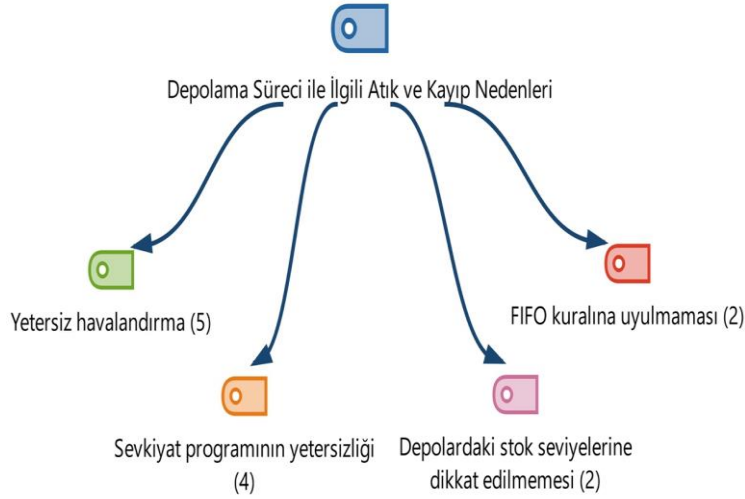 Depolama Süreci ile İlgili Atık ve Kayıp Nedenleri
Yetersiz havalandırma (5)
FIFO kuralına uyulmaması (2)
Sevkiyat programının yetersizliği
(4)
Depolardaki stok seviyelerine
dikkat edilmemesi (2)